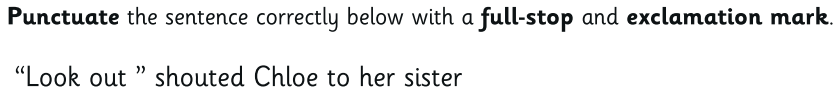 Punctuate the sentence correctly below with a full-stop and exclamation mark.
“Look out ” shouted Chloe to her sister